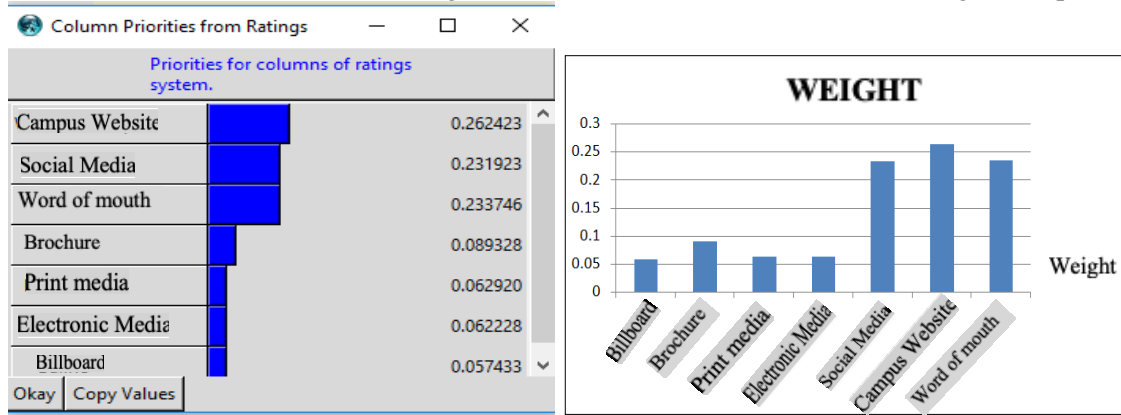 Column Priorities from Ratings
Priorities for columns of ratings
system.
Campus Website 0.262423
Social Media 0.231923
Word of mouth 0.233746
Brochure 0.089328
Print media 0.062920
Electronic Media 0.062228
Billboard 0.057433
Okay Copy Values
WEIGHT
0.3
0.25
0.2
0.15
0.1
0.05
0
Weight
Billboard
Brochure
Print media
Electronic Media
Social Media
Campus Website
Word of mouth